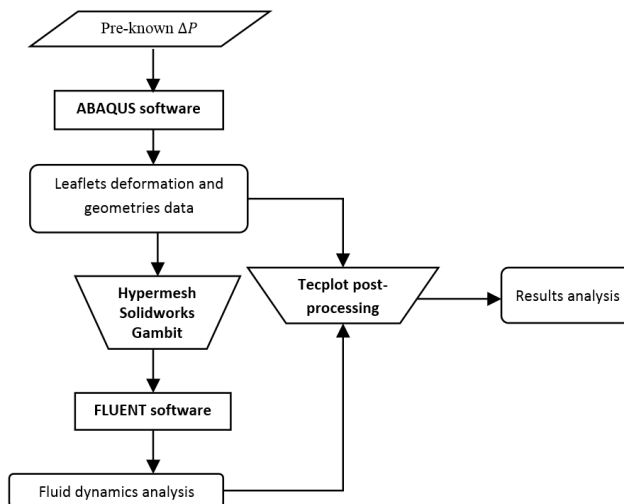 Pre-known ΔP
ABAQUS software
Leaflets deformation and
geometries data
Hypermesh
Solidworks
Gambit
Tecplot post-
processing
Results analysis
FLUENT software
Fluid dynamics analysis